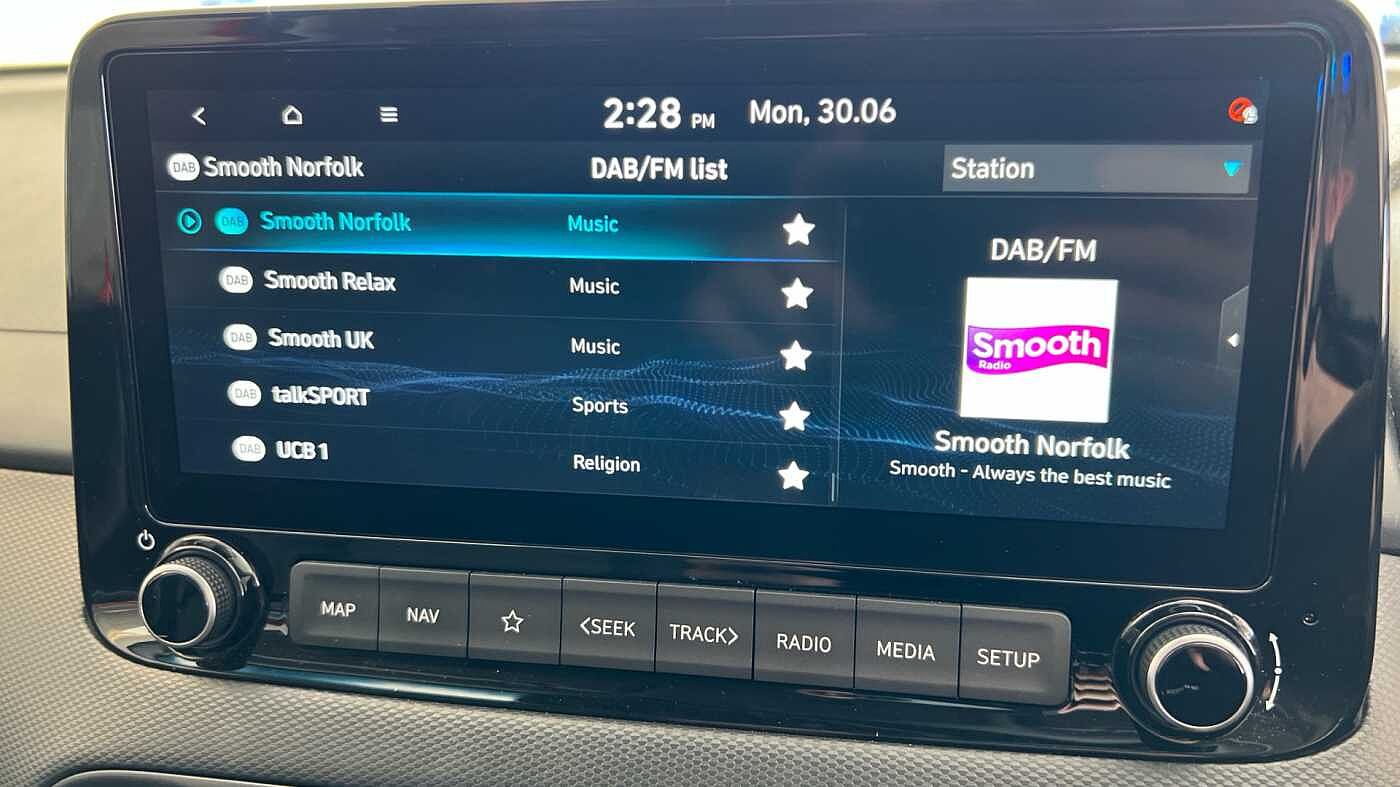 2:28 PM Mon, 30.06
DAB Smooth Norfolk DAB/FM list Station
DAB Smooth Norfolk Music
DAB Smooth Relax Music
DAB Smooth UK Music
DAB talkSPORT Sports
DAB UCB 1 Religion
DAB/FM
Smooth
Radio
Smooth Norfolk
Smooth - Always the best music
MAP NAV <SEEK TRACK> RADIO MEDIA SETUP